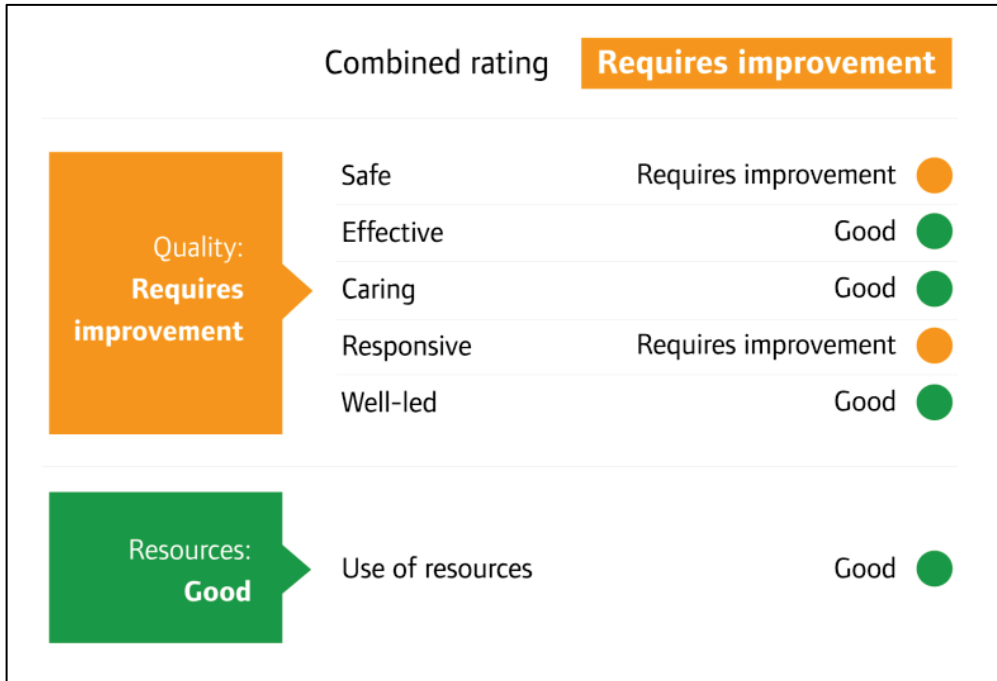 Combined rating Requires improvement
Quality:
Requires
improvement
Safe Requires improvement
Effective Good
Caring Good
Responsive Requires improvement
Well-led Good
Resources:
Good
Use of resources Good